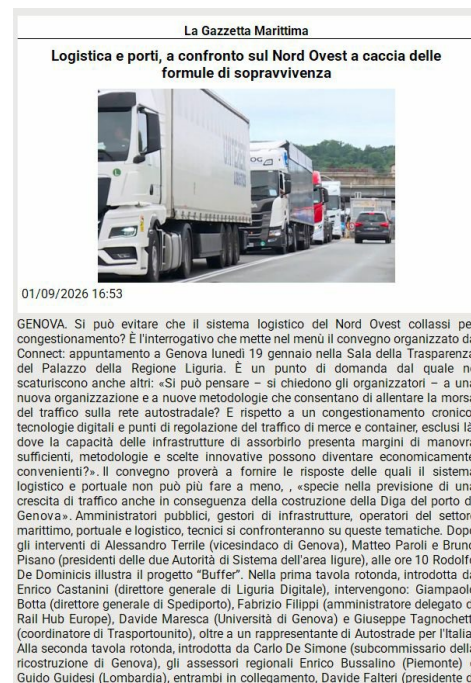 La Gazzetta Marittima
Logistica e porti, a confronto sul Nord Ovest a caccia delle
formule di sopravvivenza
01/09/2026 16:53
GENOVA. Si può evitare che il sistema logistico del Nord Ovest collassi pe
congestionamento? È l'interrogativo che mette nel menù il convegno organizzato da
Connect: appuntamento a Genova lunedì 19 gennaio nella Sala della Trasparenza
del Palazzo della Regione Liguria. È un punto di domanda dal quale ne
scaturiscono anche altri: «Si può pensare – si chiedono gli organizzatori – a una
nuova organizzazione e a nuove metodologie che consentano di allentare la morsa
del traffico sulla rete autostradale? E rispetto a un congestionamento cronico
tecnologie digitali e punti di regolazione del traffico di merce e container, esclusi là
dove la capacità delle infrastrutture di assorbirlo presenta margini di manovra
sufficienti, metodologie e scelte innovative possono diventare economicamente
convenienti?». Il convegno proverà a fornire le risposte delle quali il sistema
logistico e portuale non può più fare a meno, , «specie nella previsione di una
crescita di traffico anche in conseguenza della costruzione della Diga del porto di
Genova». Amministratori pubblici, gestori di infrastrutture, operatori del settore
marittimo, portuale e logistico, tecnici si confronteranno su queste tematiche. Dopo
gli interventi di Alessandro Terrile (vicesindaco di Genova), Matteo Paroli e Bruno
Pisano (presidenti delle due Autorità di Sistema dell'area ligure), alle ore 10 Rodolfo
De Dominicis illustra il progetto “Buffer”. Nella prima tavola rotonda, introdotta da
Enrico Castanini (direttore generale di Liguria Digitale), intervengono: Giampaolo
Botta (direttore generale di Spediporto), Fabrizio Filippi (amministratore delegato d
Rail Hub Europe), Davide Maresca (Università di Genova) e Giuseppe Tagnochetti
(coordinatore di Trasportounito), oltre a un rappresentante di Autostrade per l'Italia
Alla seconda tavola rotonda, introdotta da Carlo De Simone (subcommissario della
ricostruzione di Genova), gli assessori regionali Enrico Bussalino (Piemonte) e
Guido Guidesi (Lombardia), entrambi in collegamento, Davide Falteri (presidente d